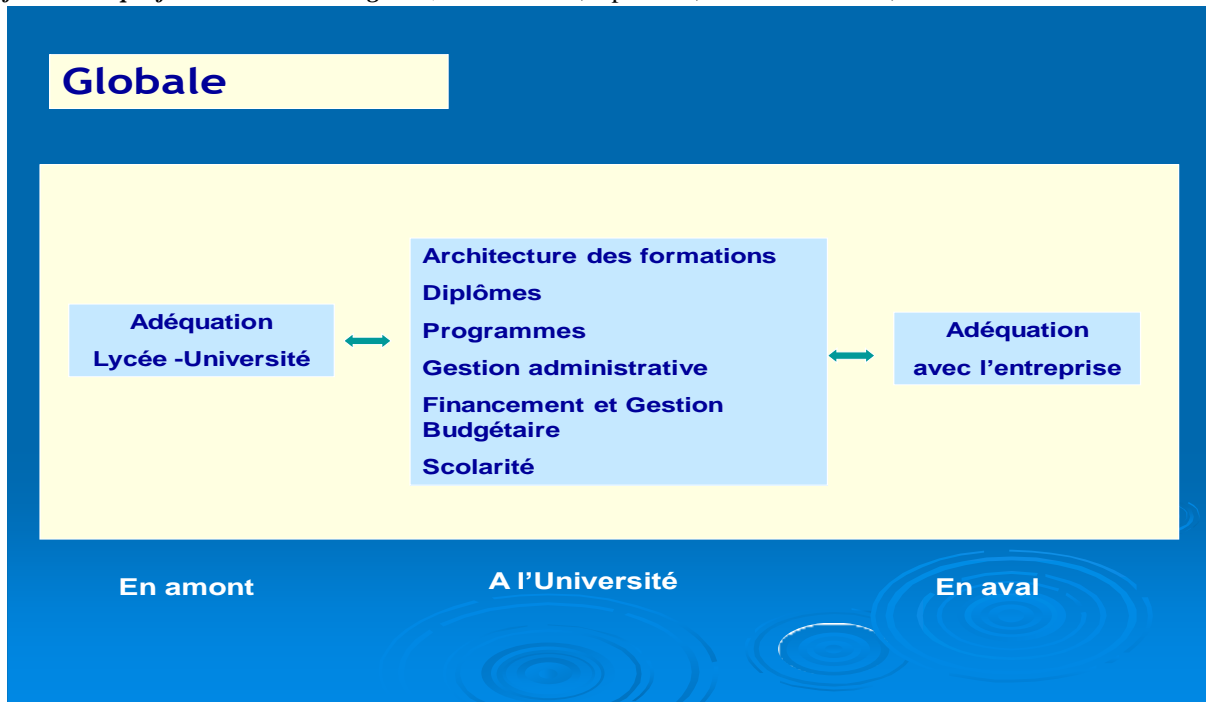 Globale
Adéquation
Lycée -Université
Architecture des formations
Diplômes
Programmes
Gestion administrative
Financement et Gestion
Budgétaire
Scolarité
Adéquation
avec l’entreprise
En amont
A l’Université
En aval